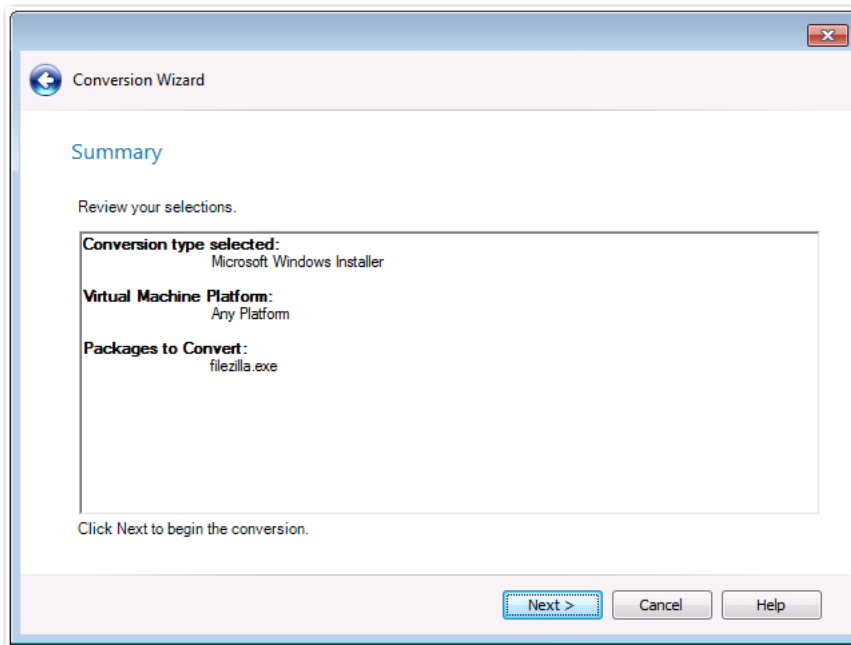 Conversion Wizard
Summary
Review your selections.
Conversion type selected:
Microsoft Windows Installer
Virtual Machine Platform:
Any Platform
Packages to Convert:
filezilla.exe
Click Next to begin the conversion.
Next > Cancel Help